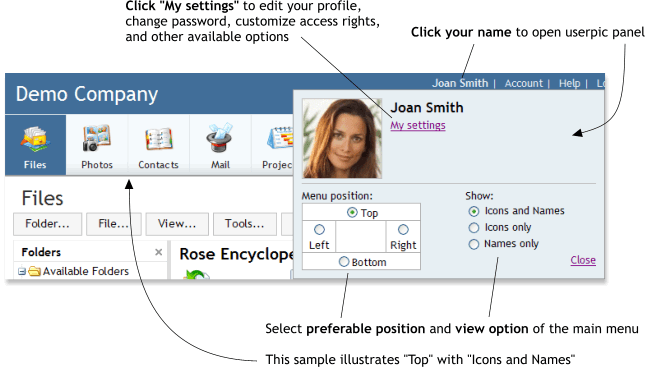 Click "My settings" to edit your profile,
change password, customize access rights,
and other available options
Click your name to open userpic panel
Joan Smith | Account | Help |
Demo Company
Joan Smith
My settings
Files
Photos
Contacts
Mail
Projec
Menu position:
Top
Left
Right
Bottom
Show:
Icons and Names
Icons only
Names only
Close
Files
Folder...
File...
View...
Tools...
Folders
Available Folders
Rose Encyclope
Select preferable position and view option of the main menu
This sample illustrates "Top" with "Icons and Names"